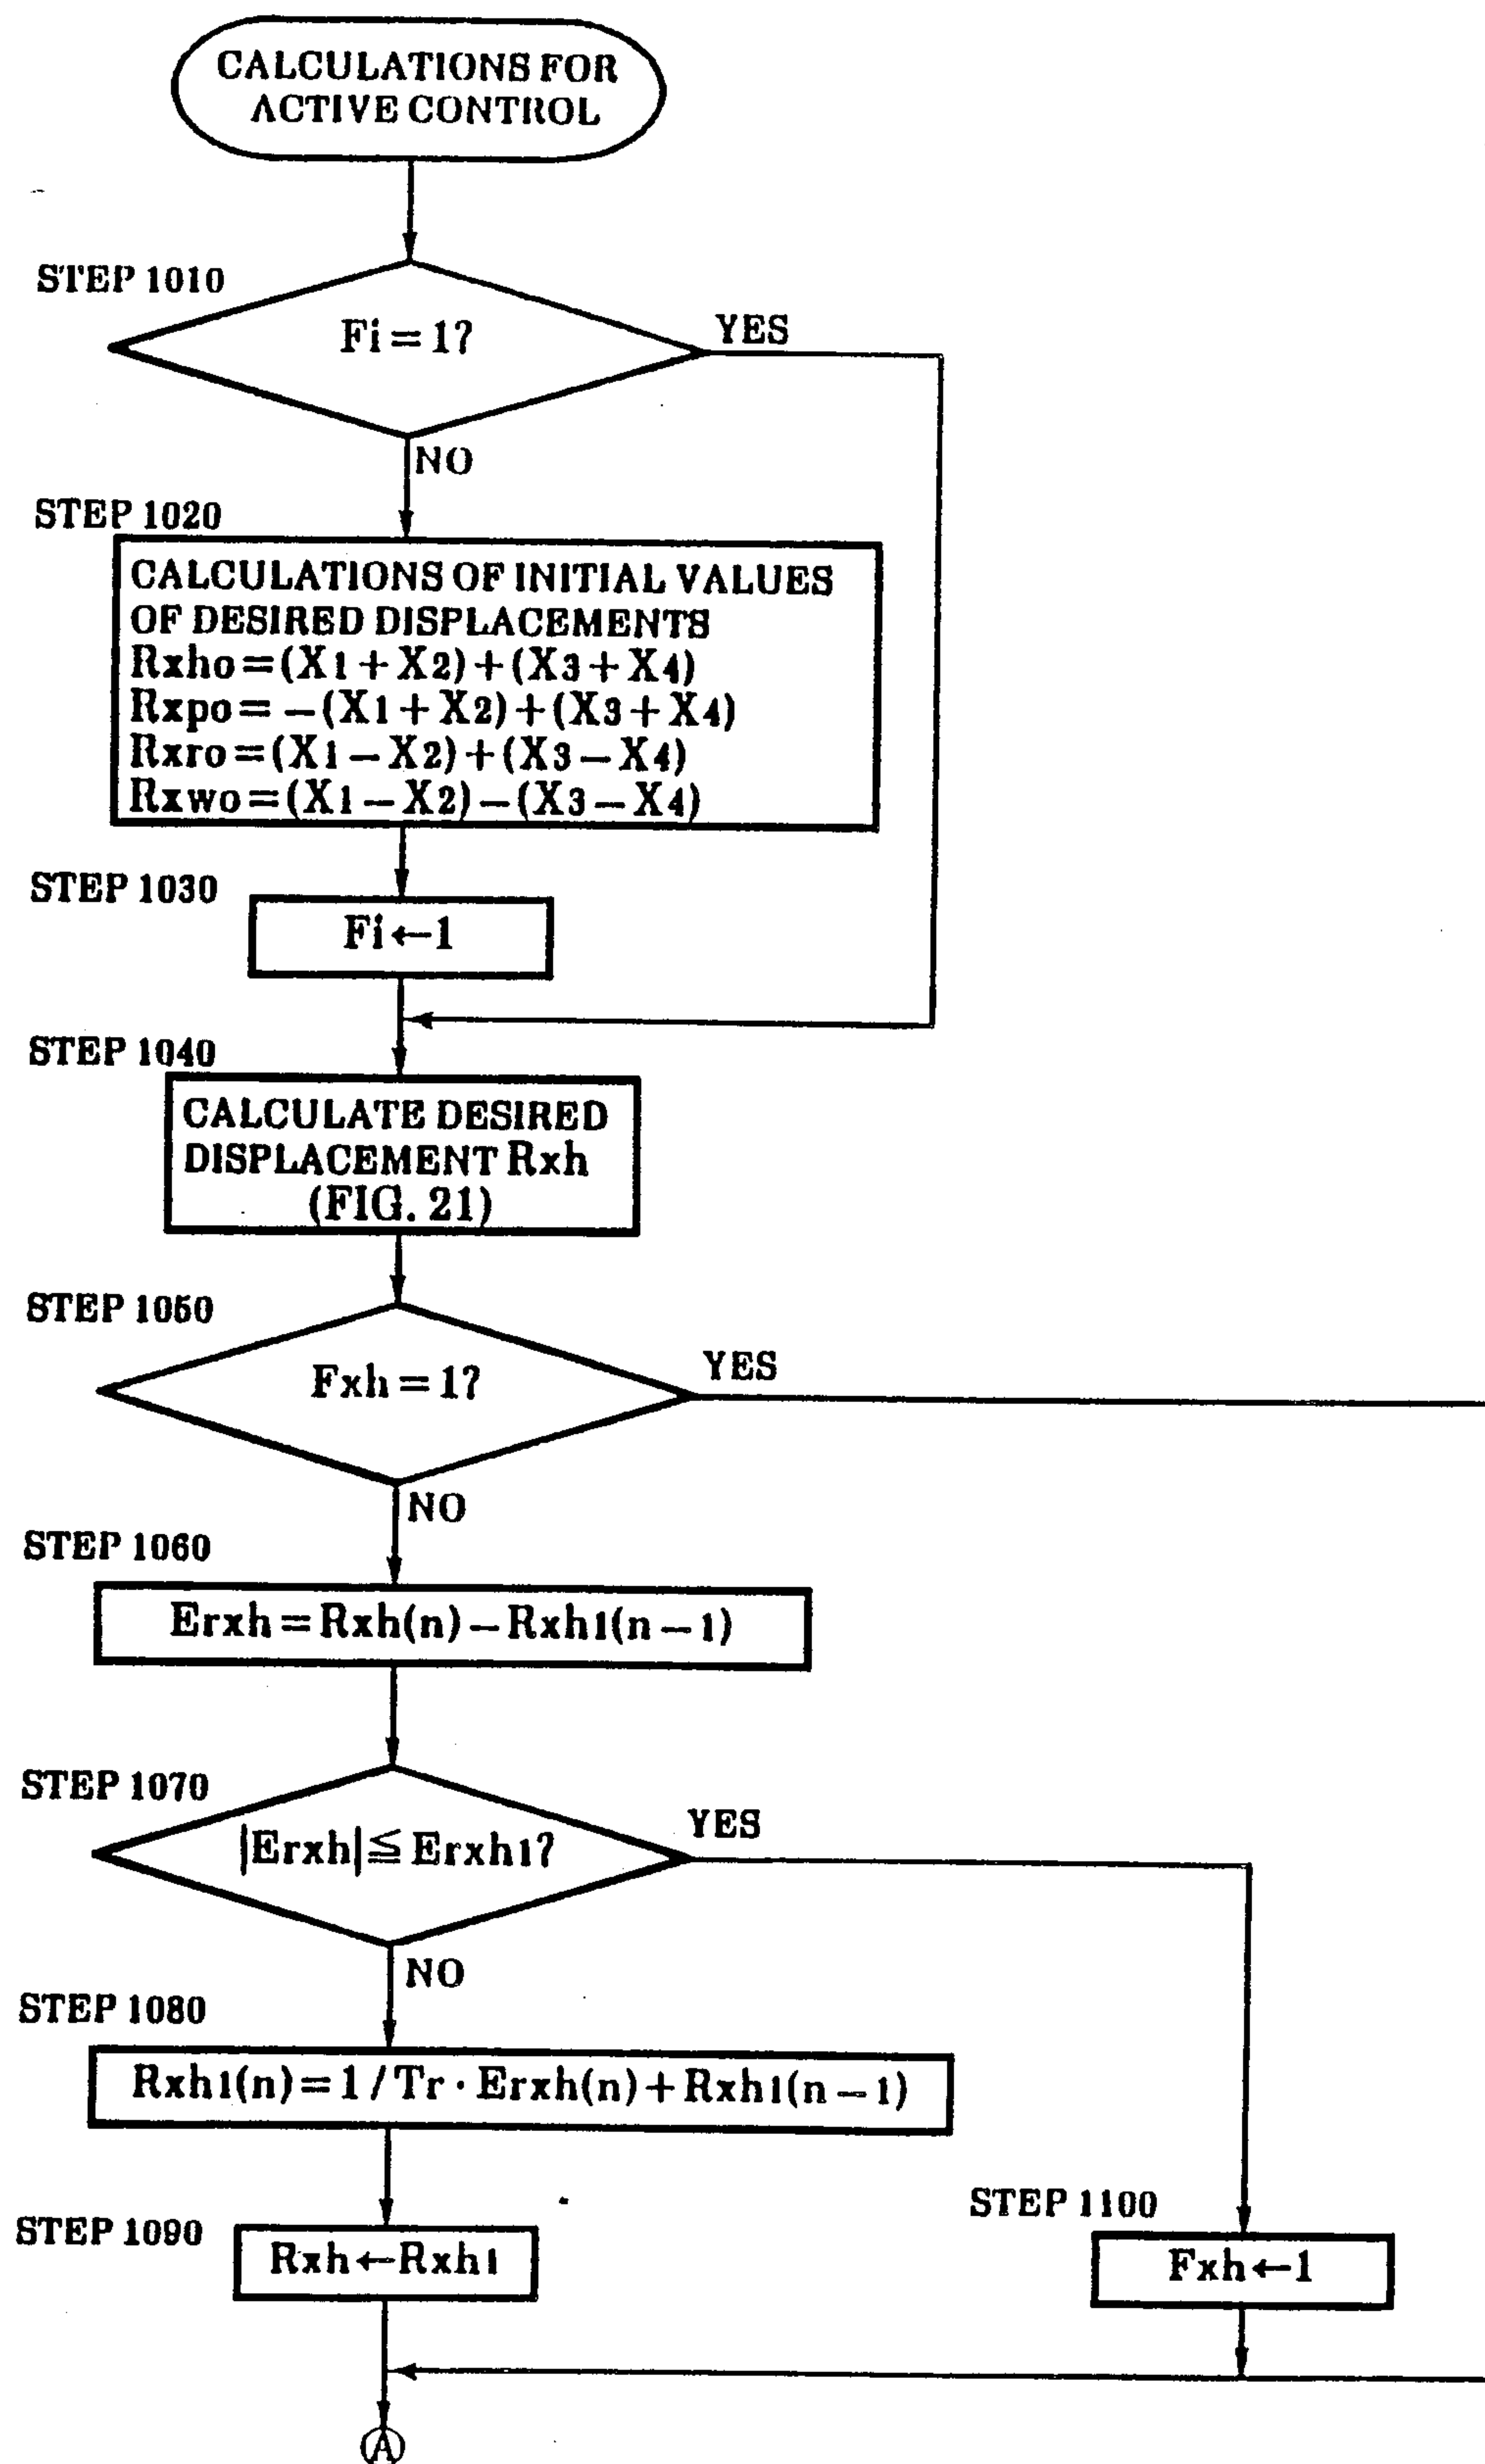 CALCULATIONS FOR
ACTIVE CONTROL
STEP 1010
Fi = 1?
YES
NO
STEP 1020
CALCULATIONS OF INITIAL VALUES
OF DESIRED DISPLACEMENTS
Rxho = (X1 + X2) + (X3 + X4)
Rxpo = −(X1 + X2) + (X3 + X4)
Rxro = (X1 − X2) + (X3 − X4)
Rxwo = (X1 − X2) − (X3 − X4)
STEP 1030
Fi ← 1
STEP 1040
CALCULATE DESIRED
DISPLACEMENT Rxh
(FIG. 21)
STEP 1050
Fxh = 1?
YES
NO
STEP 1060
Erxh = Rxh(n) − Rxh1(n − 1)
STEP 1070
|Erxh| ≦ Erxh1?
YES
NO
STEP 1080
Rxh1(n) = 1 / Tr · Erxh(n) + Rxh1(n − 1)
STEP 1090
Rxh ← Rxh1
STEP 1100
Fxh ← 1
Ⓐ